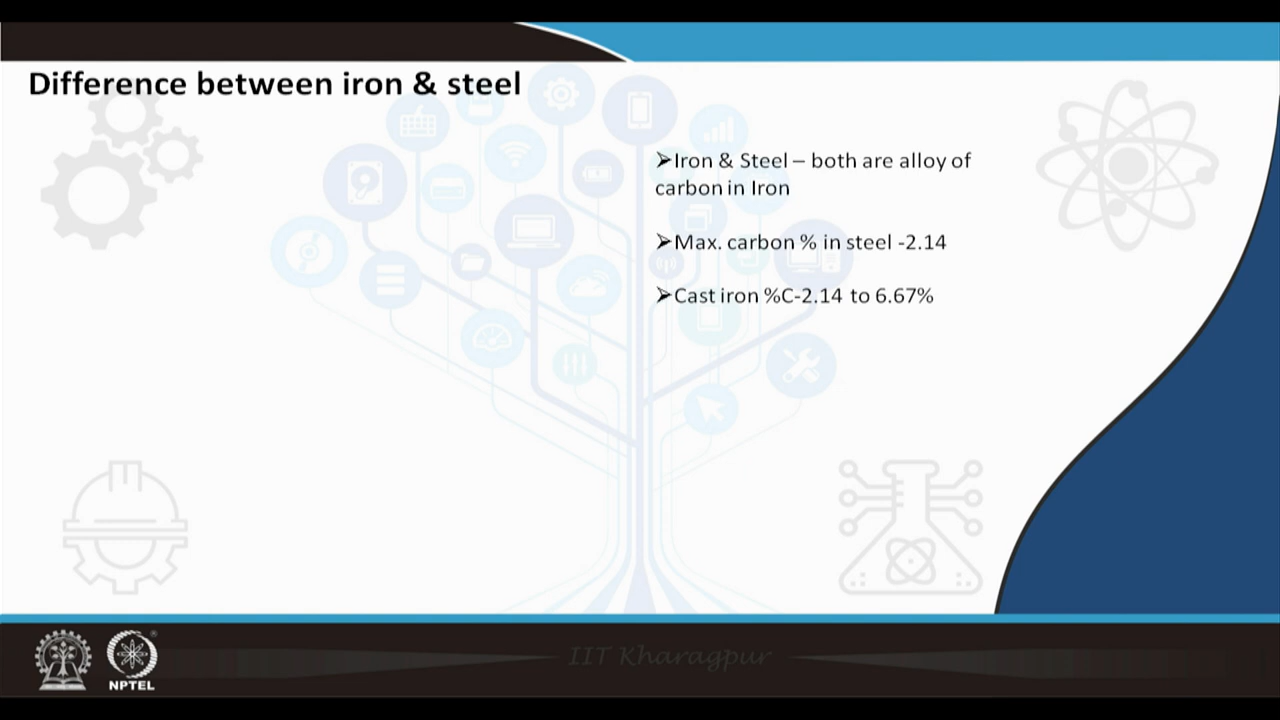 Difference between iron & steel
➢Iron & Steel – both are alloy of
carbon in Iron
➢Max. carbon % in steel -2.14
➢Cast iron %C-2.14 to 6.67%
IIT Kharagpur
NPTEL